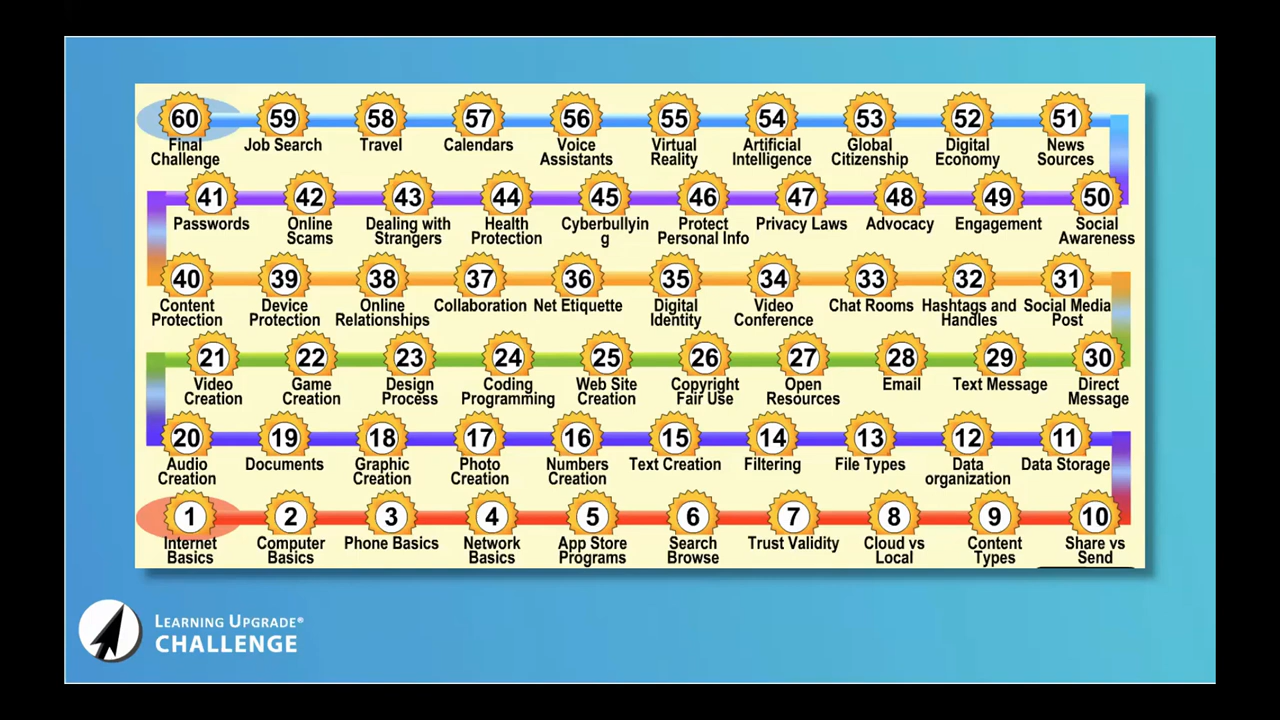 60 59 58 57 56 55 54 53 52 51
Final Job Search Travel Calendars Voice Virtual Artificial Global Digital News
Challenge Assistants Reality Intelligence Citizenship Economy Sources
41 42 43 44 45 46 47 48 49 50
Passwords Online Dealing with Health Cyberbullyin Protect Privacy Laws Advocacy Engagement Social
Scams Strangers Protection g Personal Info Awareness
40 39 38 37 36 35 34 33 32 31
Content Device Online Collaboration Net Etiquette Digital Video Chat Rooms Hashtags and Social Media
Protection Protection Relationships Identity Conference Handles Post
21 22 23 24 25 26 27 28 29 30
Video Game Design Coding Web Site Copyright Open Email Text Message Direct
Creation Creation Process Programming Creation Fair Use Resources Message
20 19 18 17 16 15 14 13 12 11
Audio Documents Graphic Photo Numbers Text Creation Filtering File Types Data Data Storage
Creation Creation Creation Creation organization
1 2 3 4 5 6 7 8 9 10
Internet Computer Phone Basics Network App Store Search Trust Validity Cloud vs Content Share vs
Basics Basics Basics Programs Browse Local Types Send
LEARNING UPGRADE®
CHALLENGE